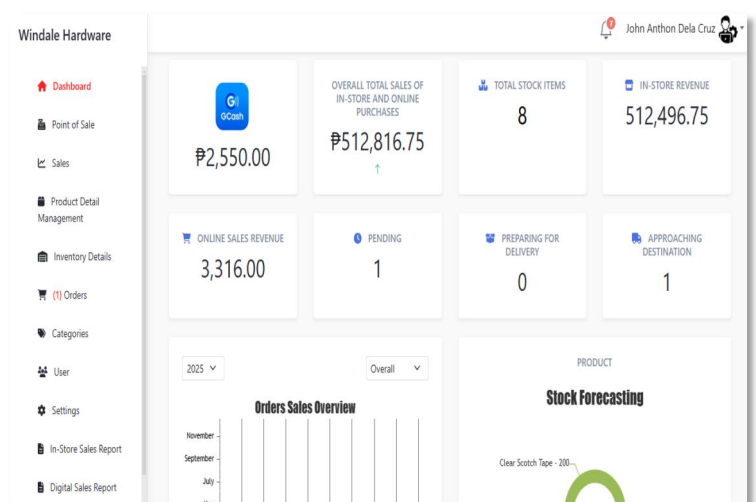 Windale Hardware
7
John Anthon Dela Cruz
Dashboard
Point of Sale
Sales
Product Detail
Management
Inventory Details
(1) Orders
Categories
User
Settings
In-Store Sales Report
Digital Sales Report
G)
GCash
₱2,550.00
OVERALL TOTAL SALES OF
IN-STORE AND ONLINE
PURCHASES
₱512,816.75
↑
TOTAL STOCK ITEMS
8
IN-STORE REVENUE
512,496.75
ONLINE SALES REVENUE
3,316.00
PENDING
1
PREPARING FOR
DELIVERY
0
APPROACHING
DESTINATION
1
2025
Overall
Orders Sales Overview
November
September
July
PRODUCT
Stock Forecasting
Clear Scotch Tape - 200